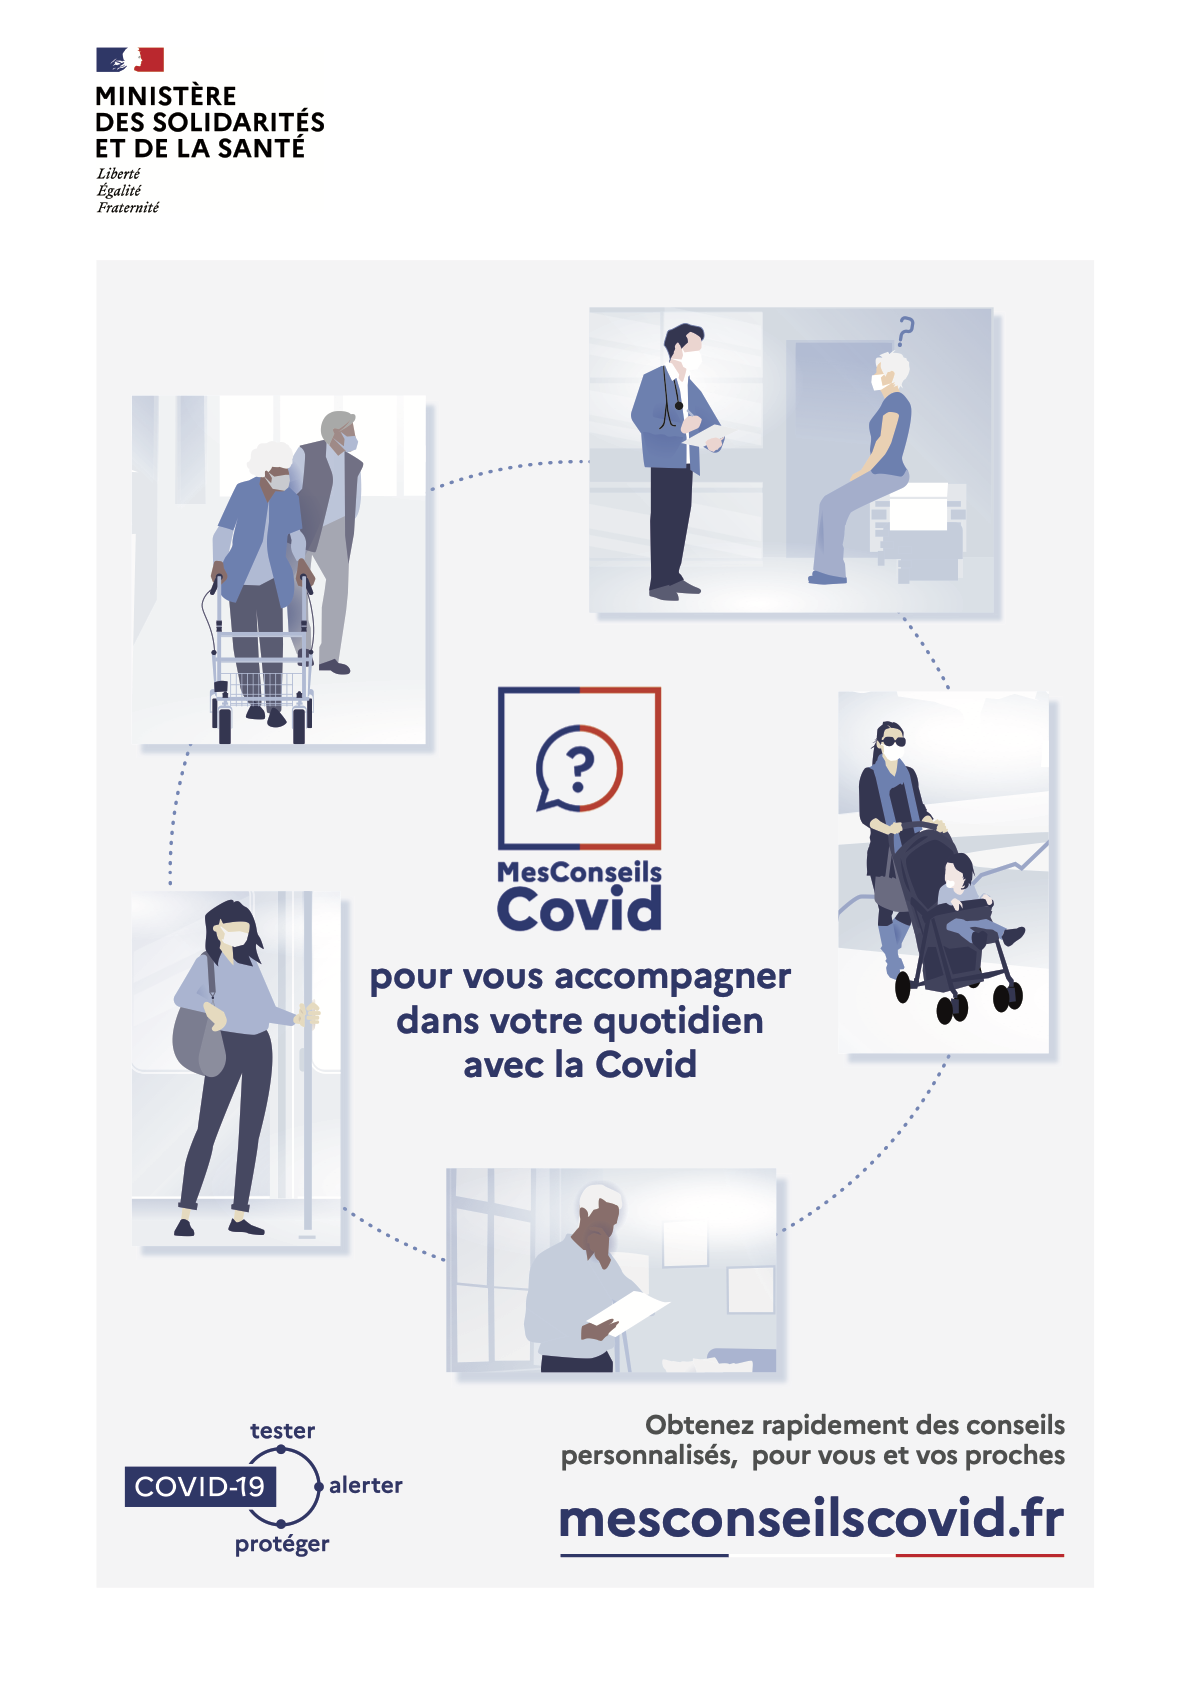 MINISTÈRE
DES SOLIDARITÉS
ET DE LA SANTÉ
Liberté
Égalité
Fraternité
?
?
MesConseils
Covid
pour vous accompagner
dans votre quotidien
avec la Covid
tester
COVID-19
alerter
protéger
Obtenez rapidement des conseils
personnalisés, pour vous et vos proches
mesconseilscovid.fr